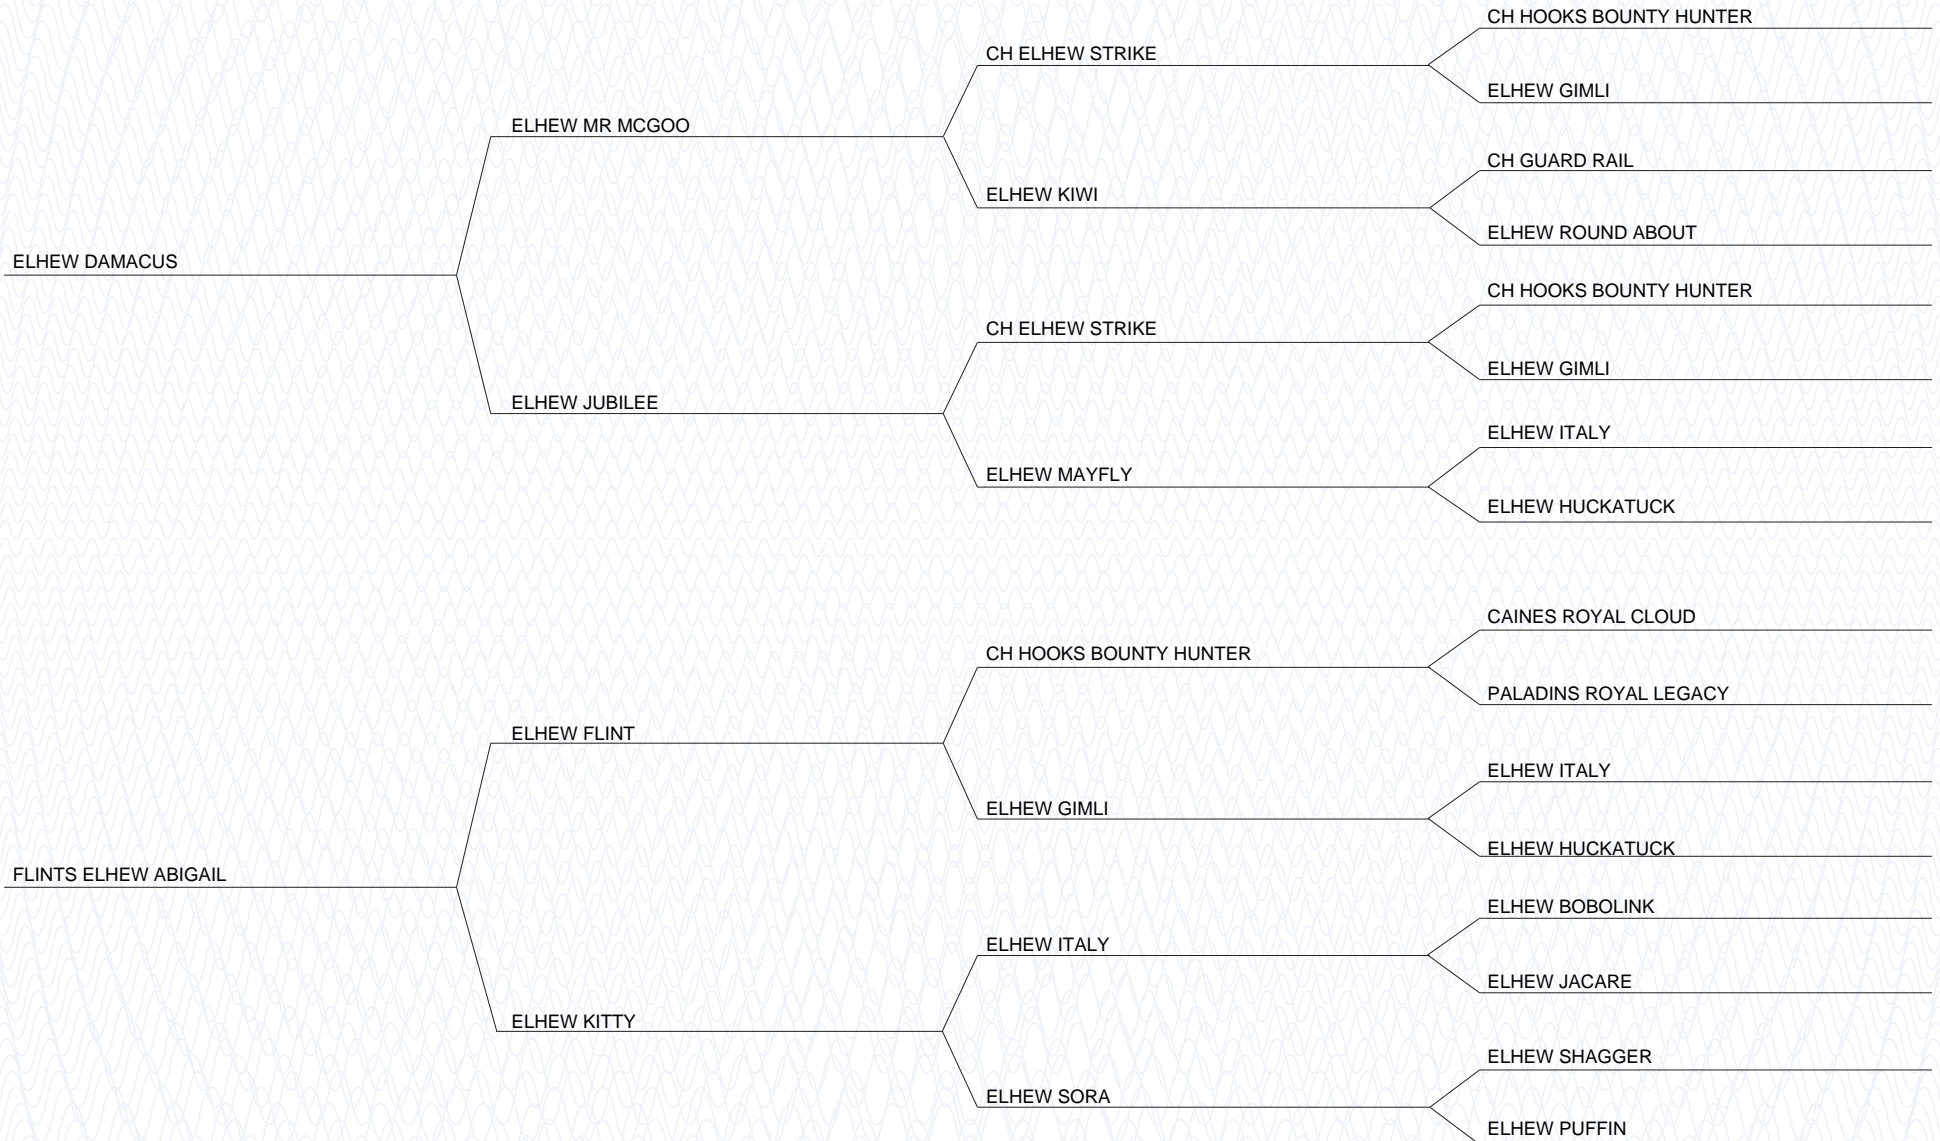 CH HOOKS BOUNTY HUNTER
CH ELHEW STRIKE
ELHEW GIMLI
ELHEW MR MCGOO
CH GUARD RAIL
ELHEW KIWI
ELHEW ROUND ABOUT
ELHEW DAMACUS
CH HOOKS BOUNTY HUNTER
CH ELHEW STRIKE
ELHEW GIMLI
ELHEW JUBILEE
ELHEW ITALY
ELHEW MAYFLY
ELHEW HUCKATUCK
CAINES ROYAL CLOUD
CH HOOKS BOUNTY HUNTER
PALADINS ROYAL LEGACY
ELHEW FLINT
ELHEW ITALY
ELHEW GIMLI
ELHEW HUCKATUCK
FLINTS ELHEW ABIGAIL
ELHEW BOBOLINK
ELHEW ITALY
ELHEW JACARE
ELHEW KITTY
ELHEW SHAGGER
ELHEW SORA
ELHEW PUFFIN